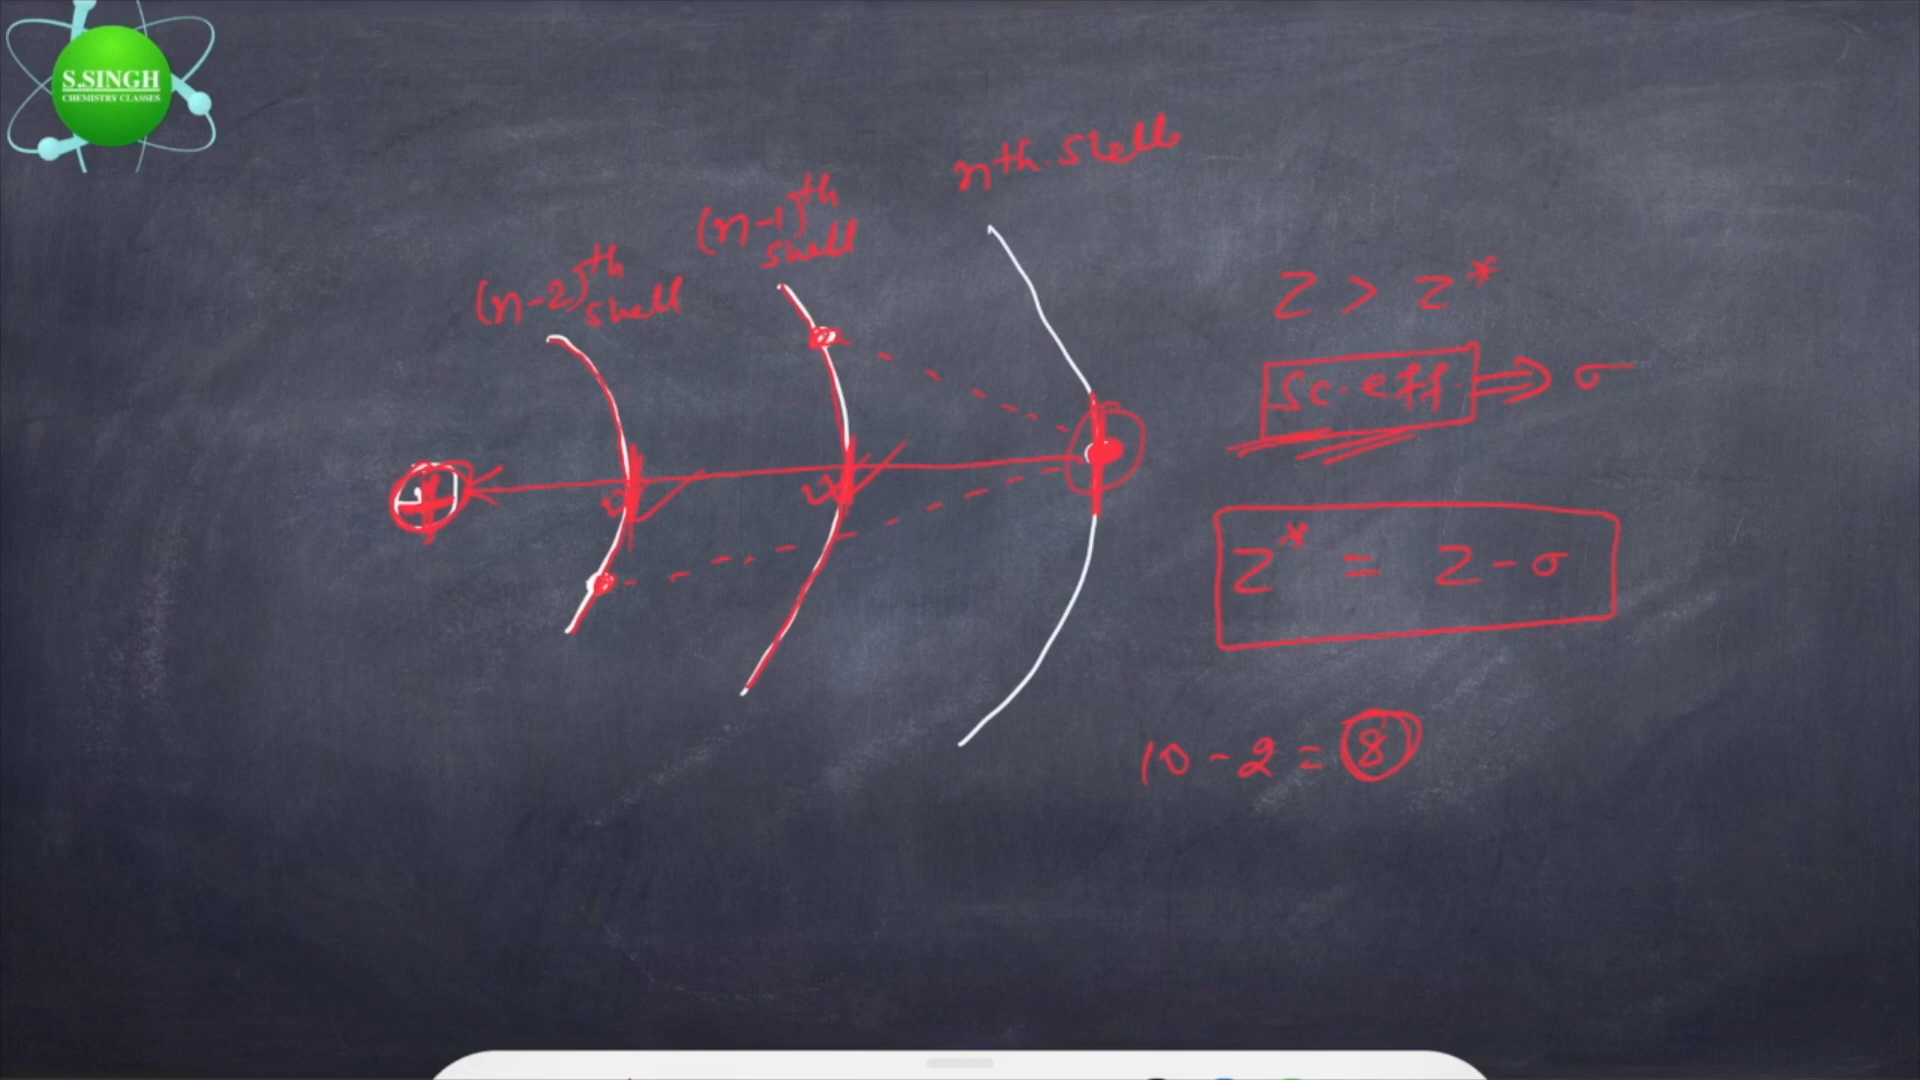 S.SINGH
CHEMISTRY CLASSES
(n-2)th shell
(n-1)th shell
nth shell
Z > Z*
Sc. eff. ⇒ σ
Z* = Z - σ
10 - 2 = 8
+